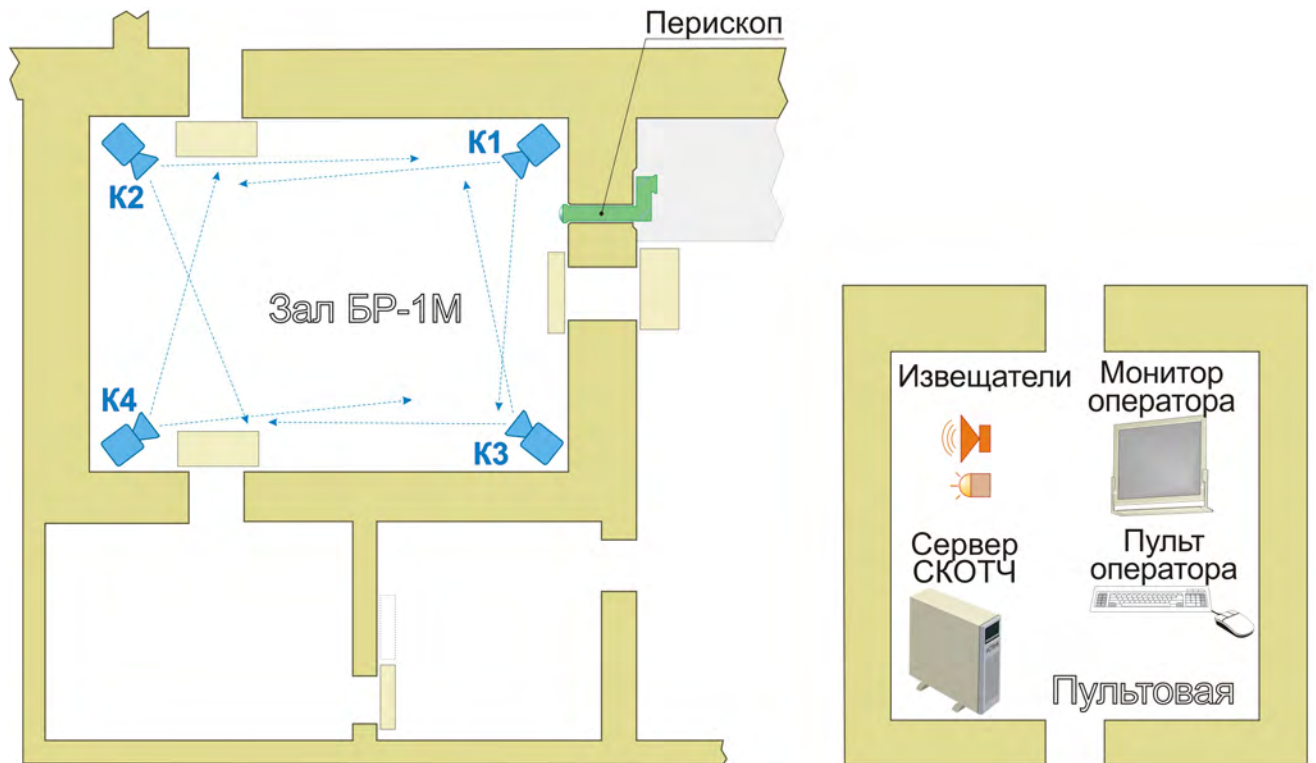 Перископ
К1
К2
Зал БР-1М
К4
К3
Извещатели
Монитор
оператора
Сервер
СКОТЧ
Пульт
оператора
Пультовая